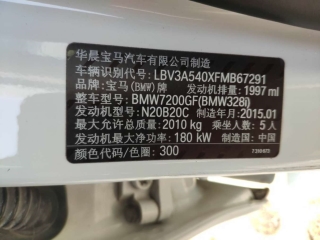 华晨宝马汽车有限公司制造
车辆识别代号: LBV3A540XFMB67291
品牌: 宝马(BMW)牌 发动机排量: 1997 ml
整车型号: BMW7200GF(BMW328i)
发动机型号: N20B20C 制造年月: 2015.01
最大允许总质量: 2010 kg 乘坐人数: 5 人
发动机最大净功率: 180 kW 制造国: 中国
颜色代号/色/圈: 300